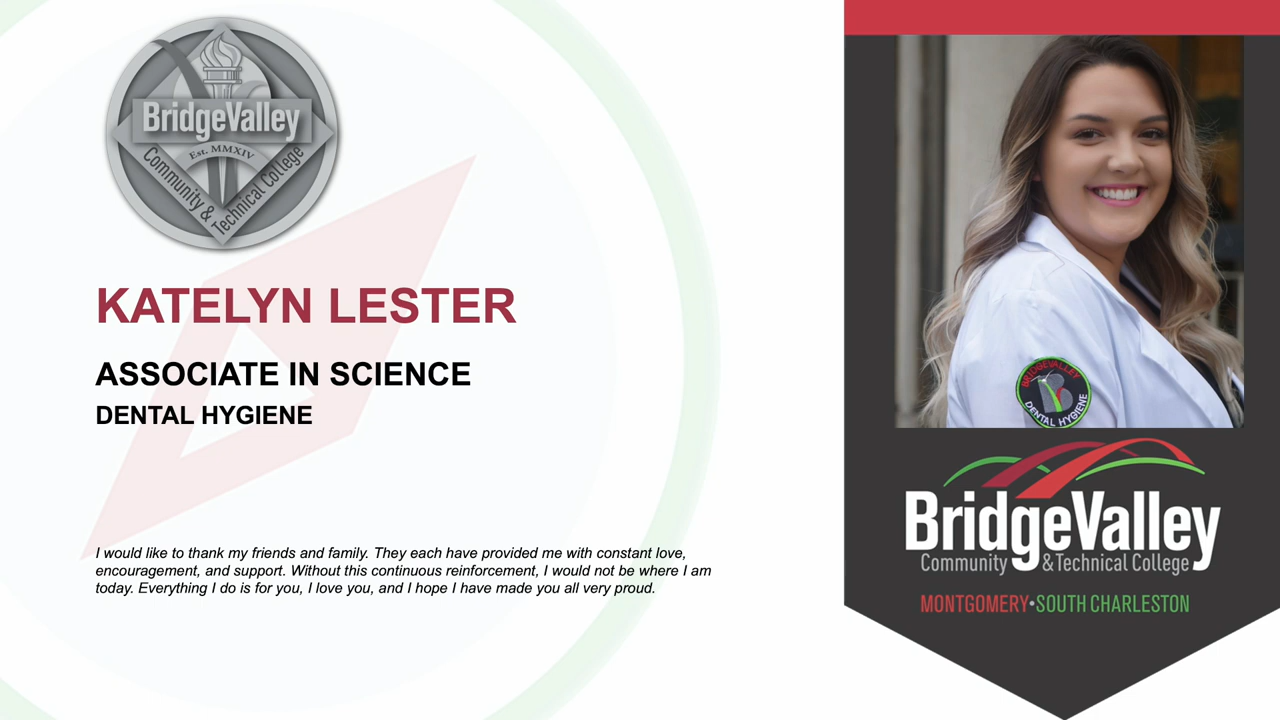 BridgeValley
Est. MMXIV
Community & Technical College
KATELYN LESTER
ASSOCIATE IN SCIENCE
DENTAL HYGIENE
I would like to thank my friends and family. They each have provided me with constant love,
encouragement, and support. Without this continuous reinforcement, I would not be where I am
today. Everything I do is for you, I love you, and I hope I have made you all very proud.
BRIDGEVALLEY
B
DENTAL HYGIENE
BridgeValley
Community & Technical College
MONTGOMERY•SOUTH CHARLESTON